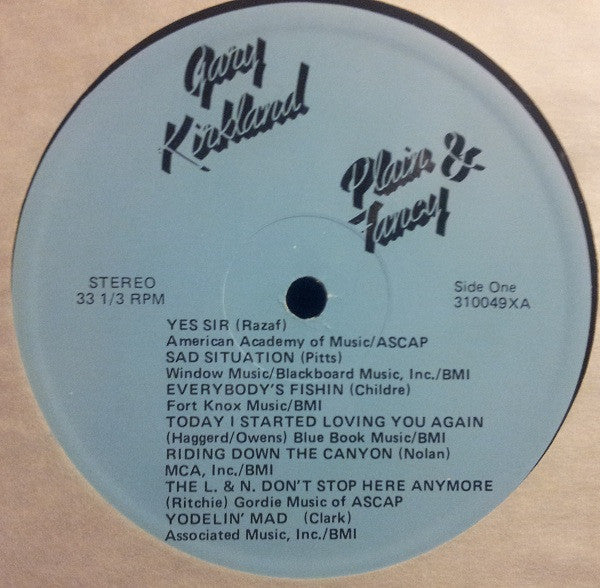 Gary
Kirkland
Plain &
Fancy
STEREO
33 1/3 RPM
Side One
310049XA
YES SIR (Razaf)
American Academy of Music/ASCAP
SAD SITUATION (Pitts)
Window Music/Blackboard Music, Inc./BMI
EVERYBODY'S FISHIN (Childre)
Fort Knox Music/BMI
TODAY I STARTED LOVING YOU AGAIN
(Haggerd/Owens) Blue Book Music/BMI
RIDING DOWN THE CANYON (Nolan)
MCA, Inc./BMI
THE L. & N. DON'T STOP HERE ANYMORE
(Ritchie) Gordie Music of ASCAP
YODELIN' MAD (Clark)
Associated Music, Inc./BMI